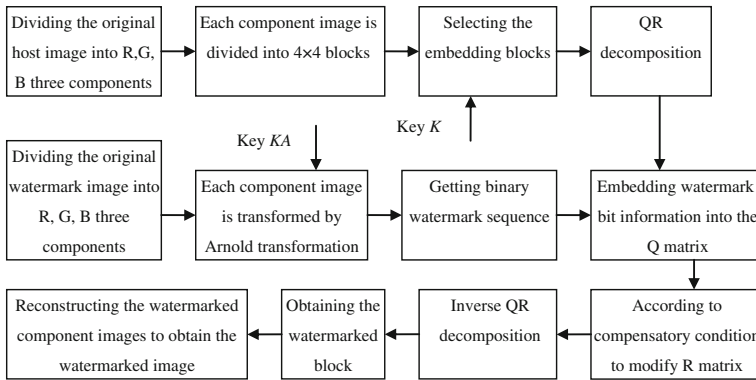 Dividing the original
host image into R,G,
B three components
Each component image is
divided into 4×4 blocks
Selecting the
embedding blocks
QR
decomposition
Key KA
Key K
Dividing the original
watermark image into
R, G, B three
components
Each component image
is transformed by
Arnold transformation
Getting binary
watermark sequence
Embedding watermark
bit information into the
Q matrix
Reconstructing the watermarked
component images to obtain the
watermarked image
Obtaining the
watermarked
block
Inverse QR
decomposition
According to
compensatory condition
to modify R matrix